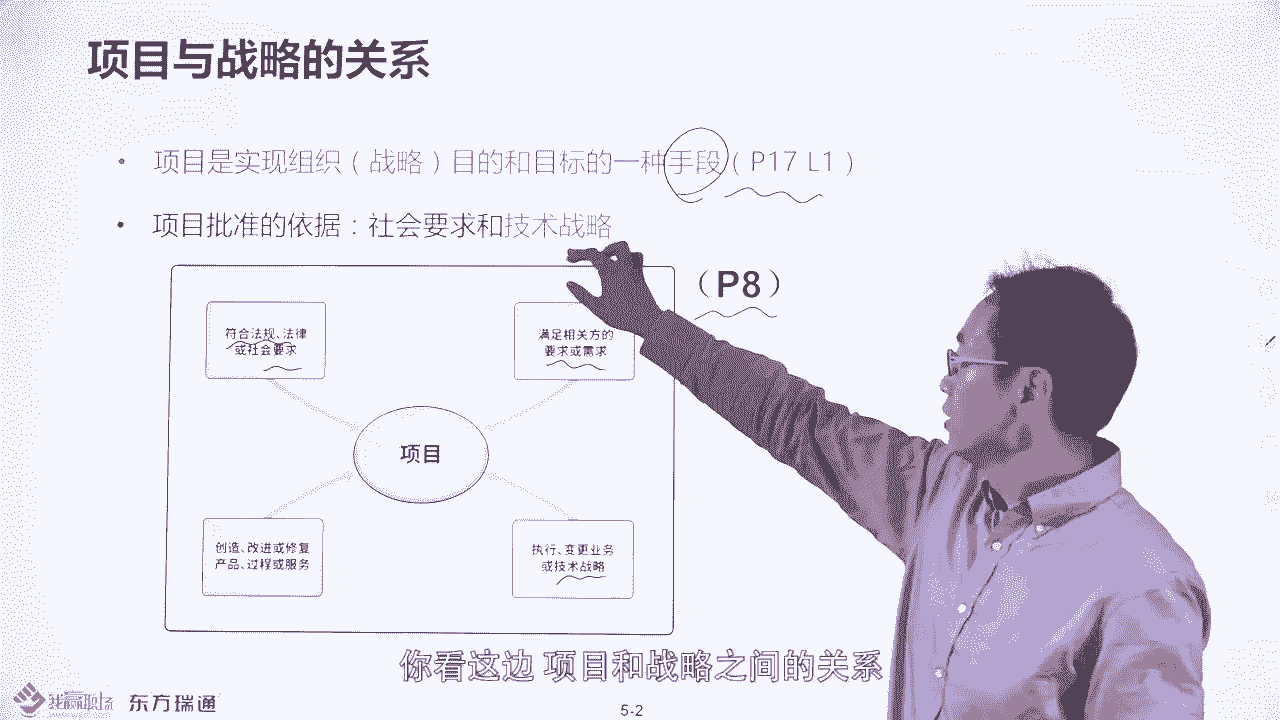 项目与战略的关系
• 项目是实现组织（战略）目的和目标的一种手段（P17 L1）
• 项目批准的依据：社会要求和技术战略
（P8）
符合法规、法律
或社会要求
满足相关方的
要求或需求
项目
创造、改进或修复
产品、过程或服务
执行、变更业务
或技术战略
你看这边 项目和战略之间的关系
我赢职场 东方瑞通
5-2